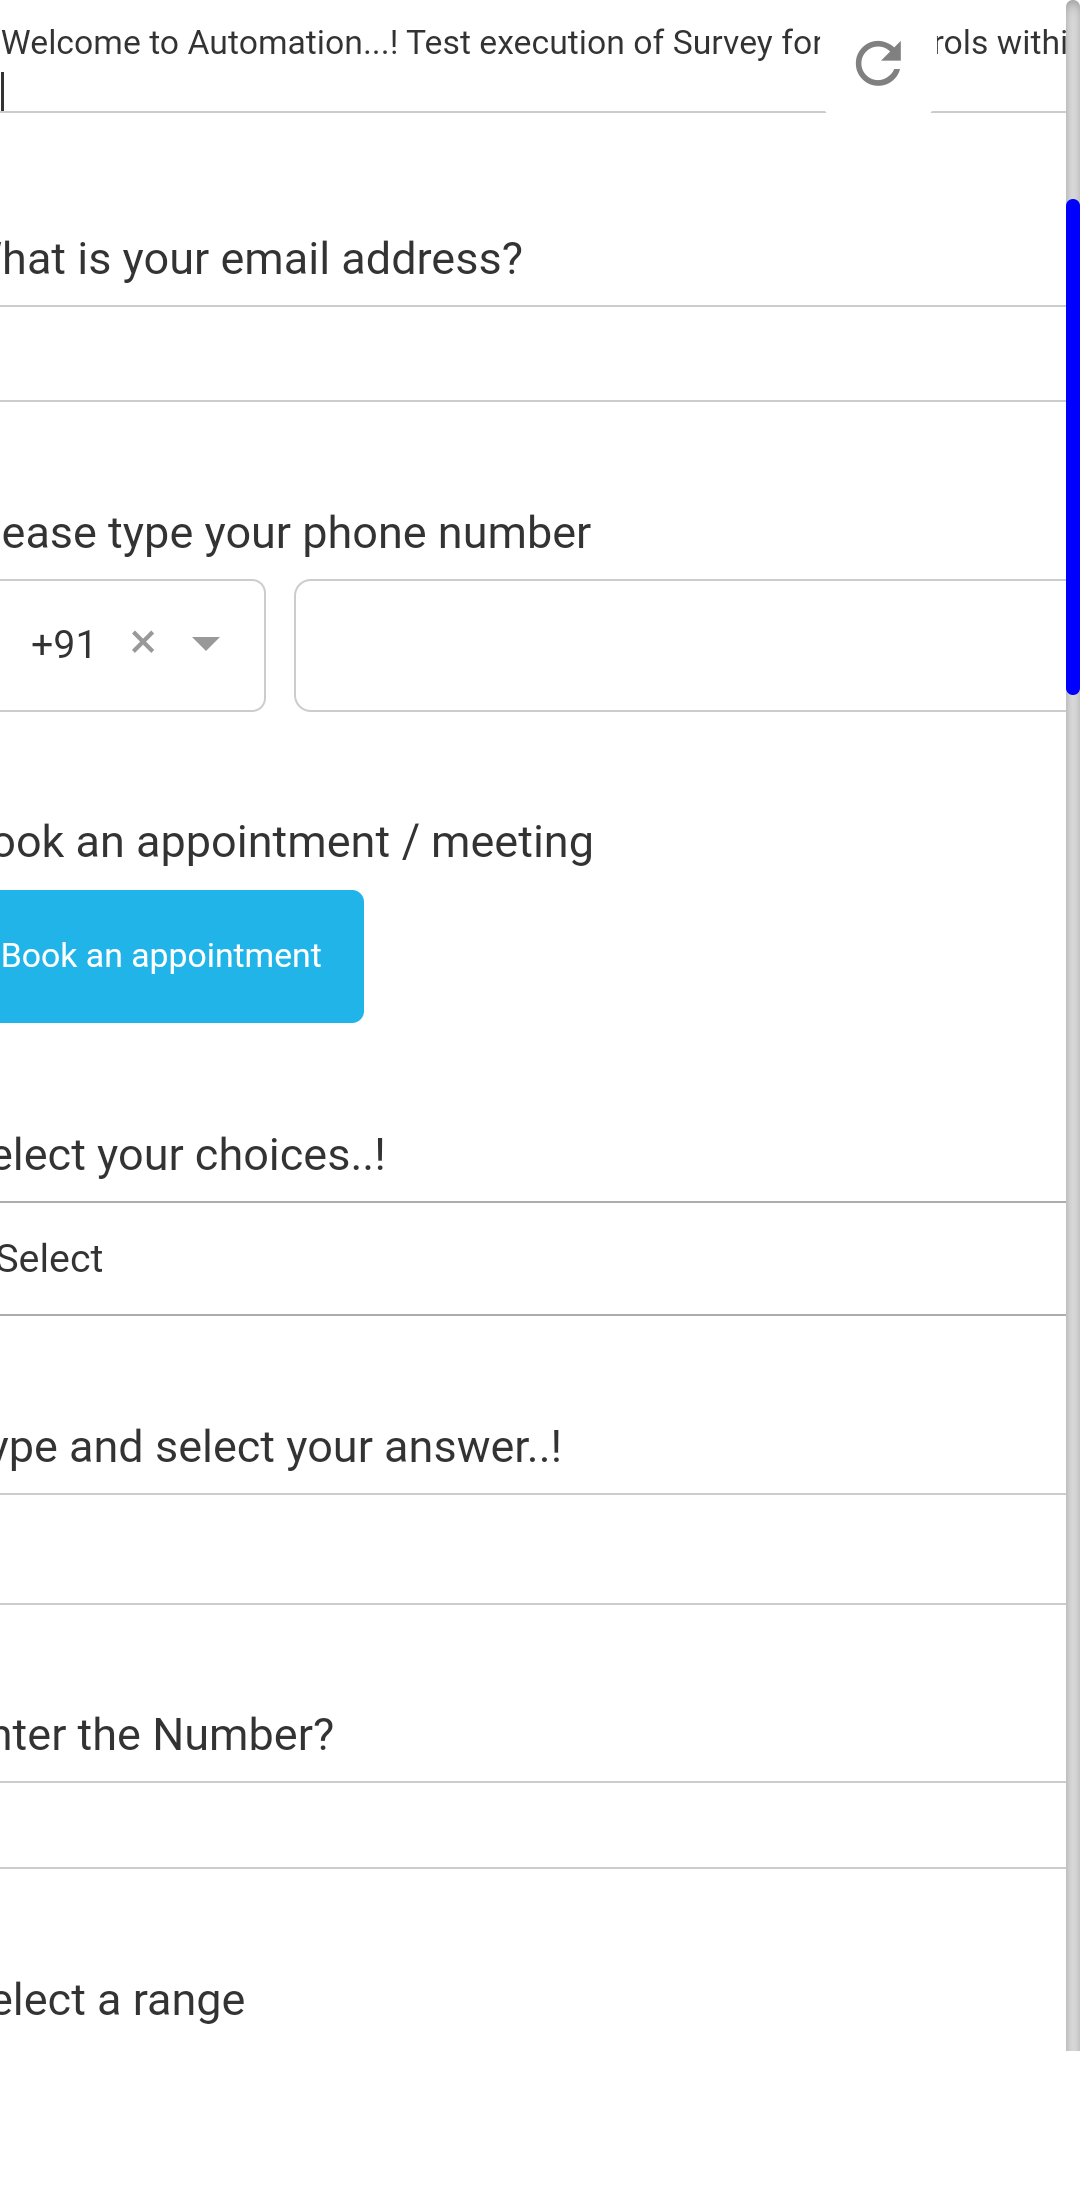 Welcome to Automation...! Test execution of Survey for rols withi
hat is your email address?
ease type your phone number
+91
ook an appointment / meeting
Book an appointment
elect your choices..!
Select
ype and select your answer..!
nter the Number?
elect a range